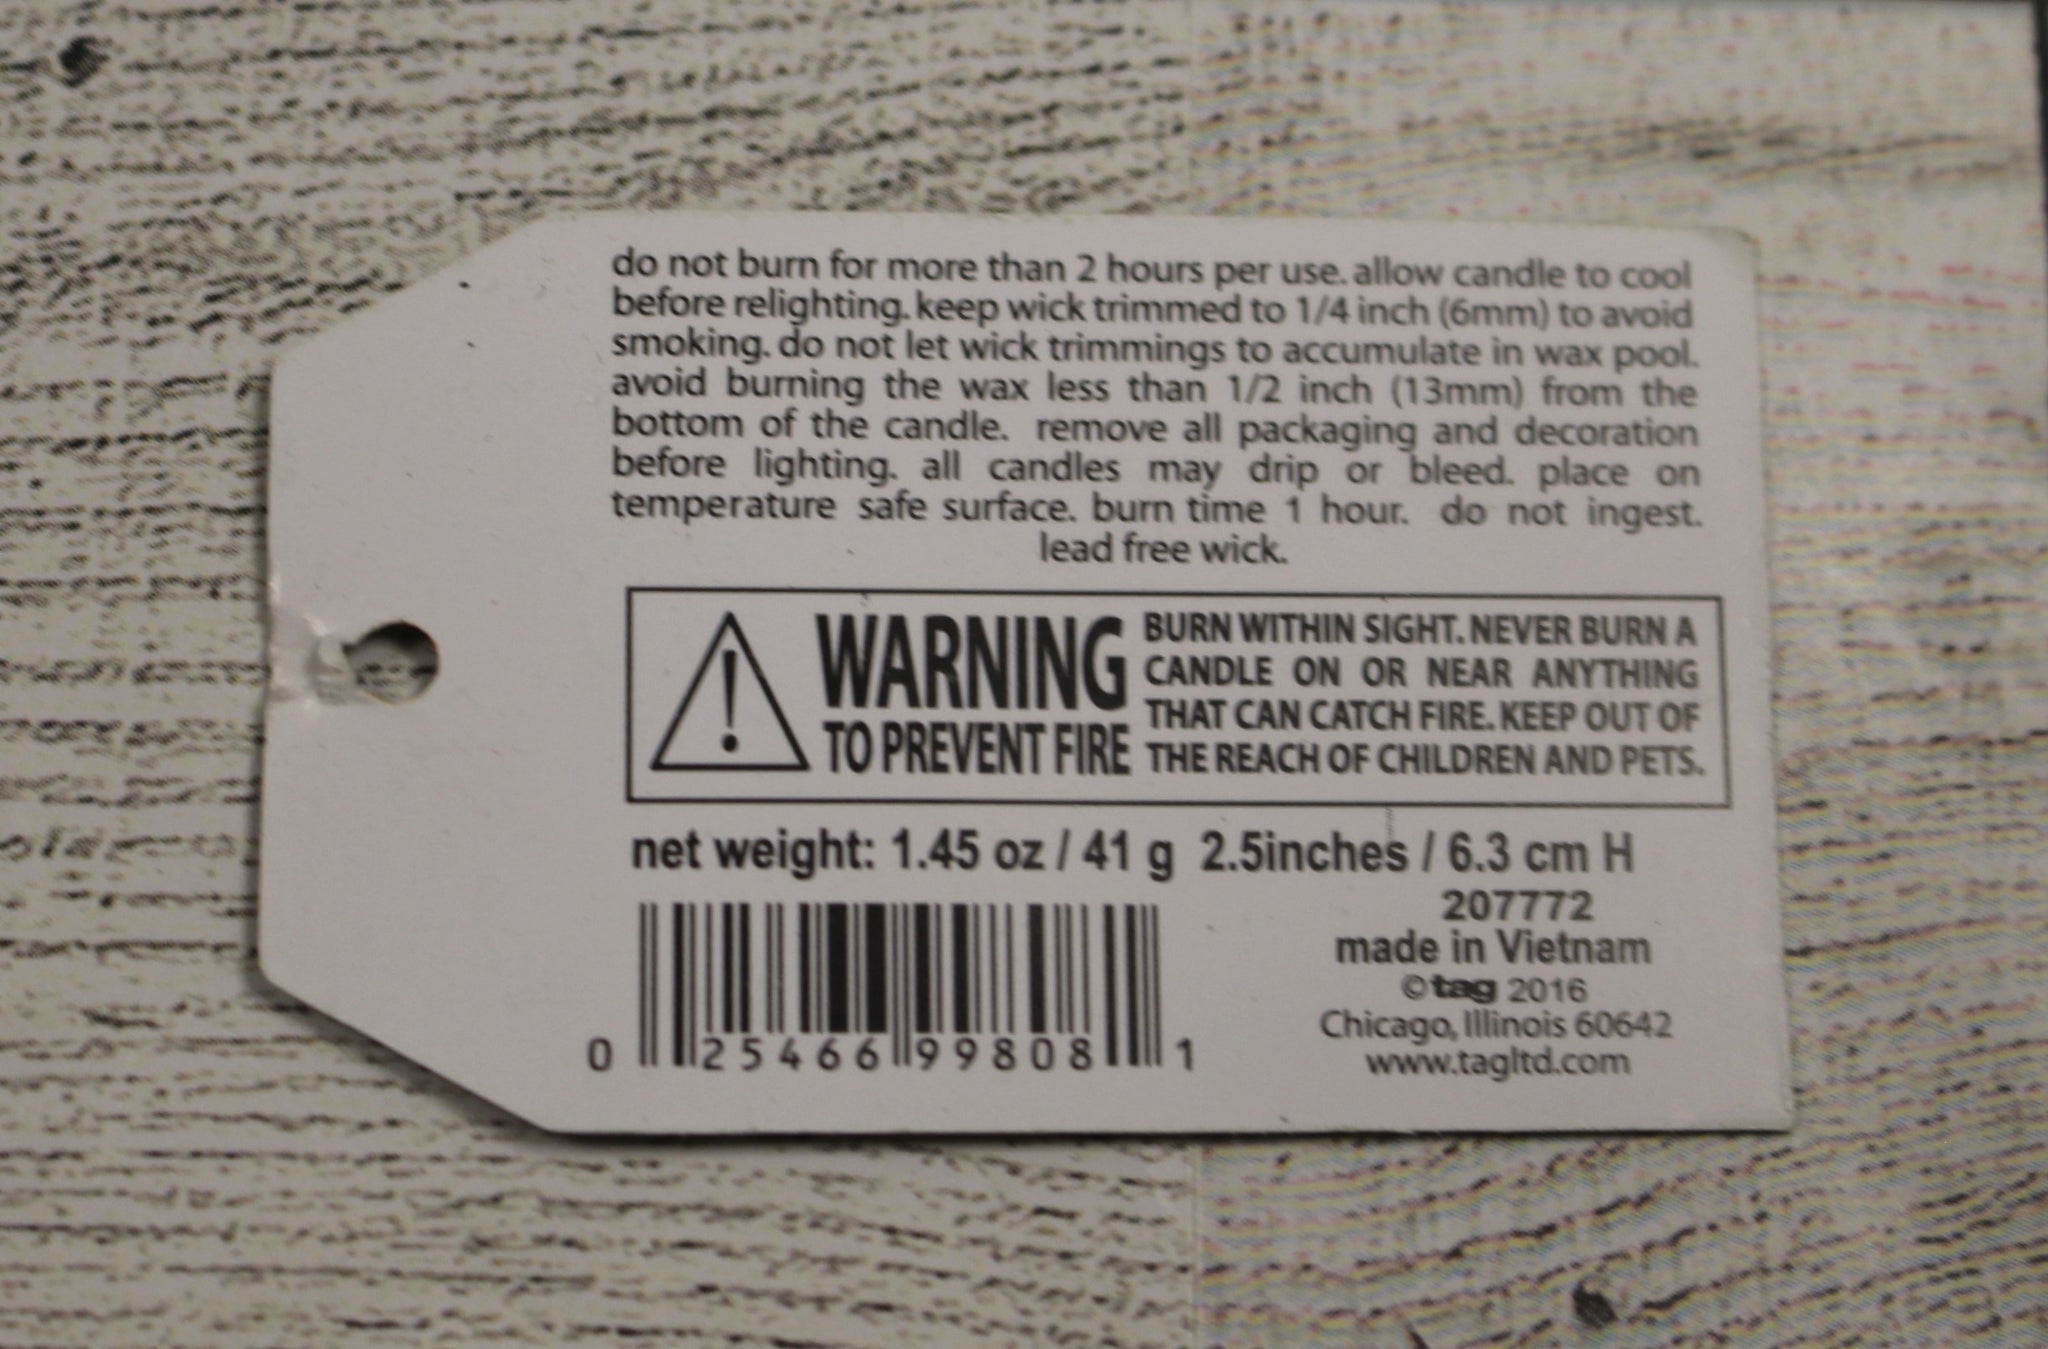 do not burn for more than 2 hours per use. allow candle to cool
before relighting. keep wick trimmed to 1/4 inch (6mm) to avoid
smoking. do not let wick trimmings to accumulate in wax pool.
avoid burning the wax less than 1/2 inch (13mm) from the
bottom of the candle. remove all packaging and decoration
before lighting. all candles may drip or bleed. place on
temperature safe surface. burn time 1 hour. do not ingest.
lead free wick.
WARNING
TO PREVENT FIRE
BURN WITHIN SIGHT. NEVER BURN A
CANDLE ON OR NEAR ANYTHING
THAT CAN CATCH FIRE. KEEP OUT OF
THE REACH OF CHILDREN AND PETS.
net weight: 1.45 oz / 41 g 2.5inches / 6.3 cm H
207772
made in Vietnam
©tag 2016
Chicago, Illinois 60642
www.tagltd.com
0 25466 99808 1